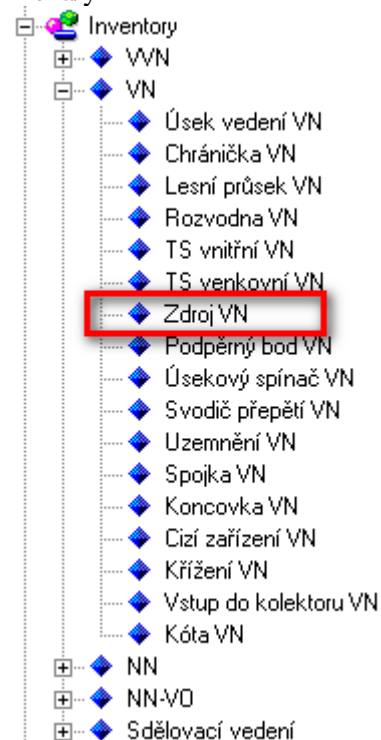 Inventory
VVN
VN
Úsek vedení VN
Chránička VN
Lesní průsek VN
Rozvodna VN
TS vnitřní VN
TS venkovní VN
Zdroj VN
Podpěrný bod VN
Úsekový spínač VN
Svodič přepětí VN
Uzemnění VN
Spojka VN
Koncovka VN
Cizí zařízení VN
Křížení VN
Vstup do kolektoru VN
Kóta VN
NN
NN-VO
Sdělovací vedení